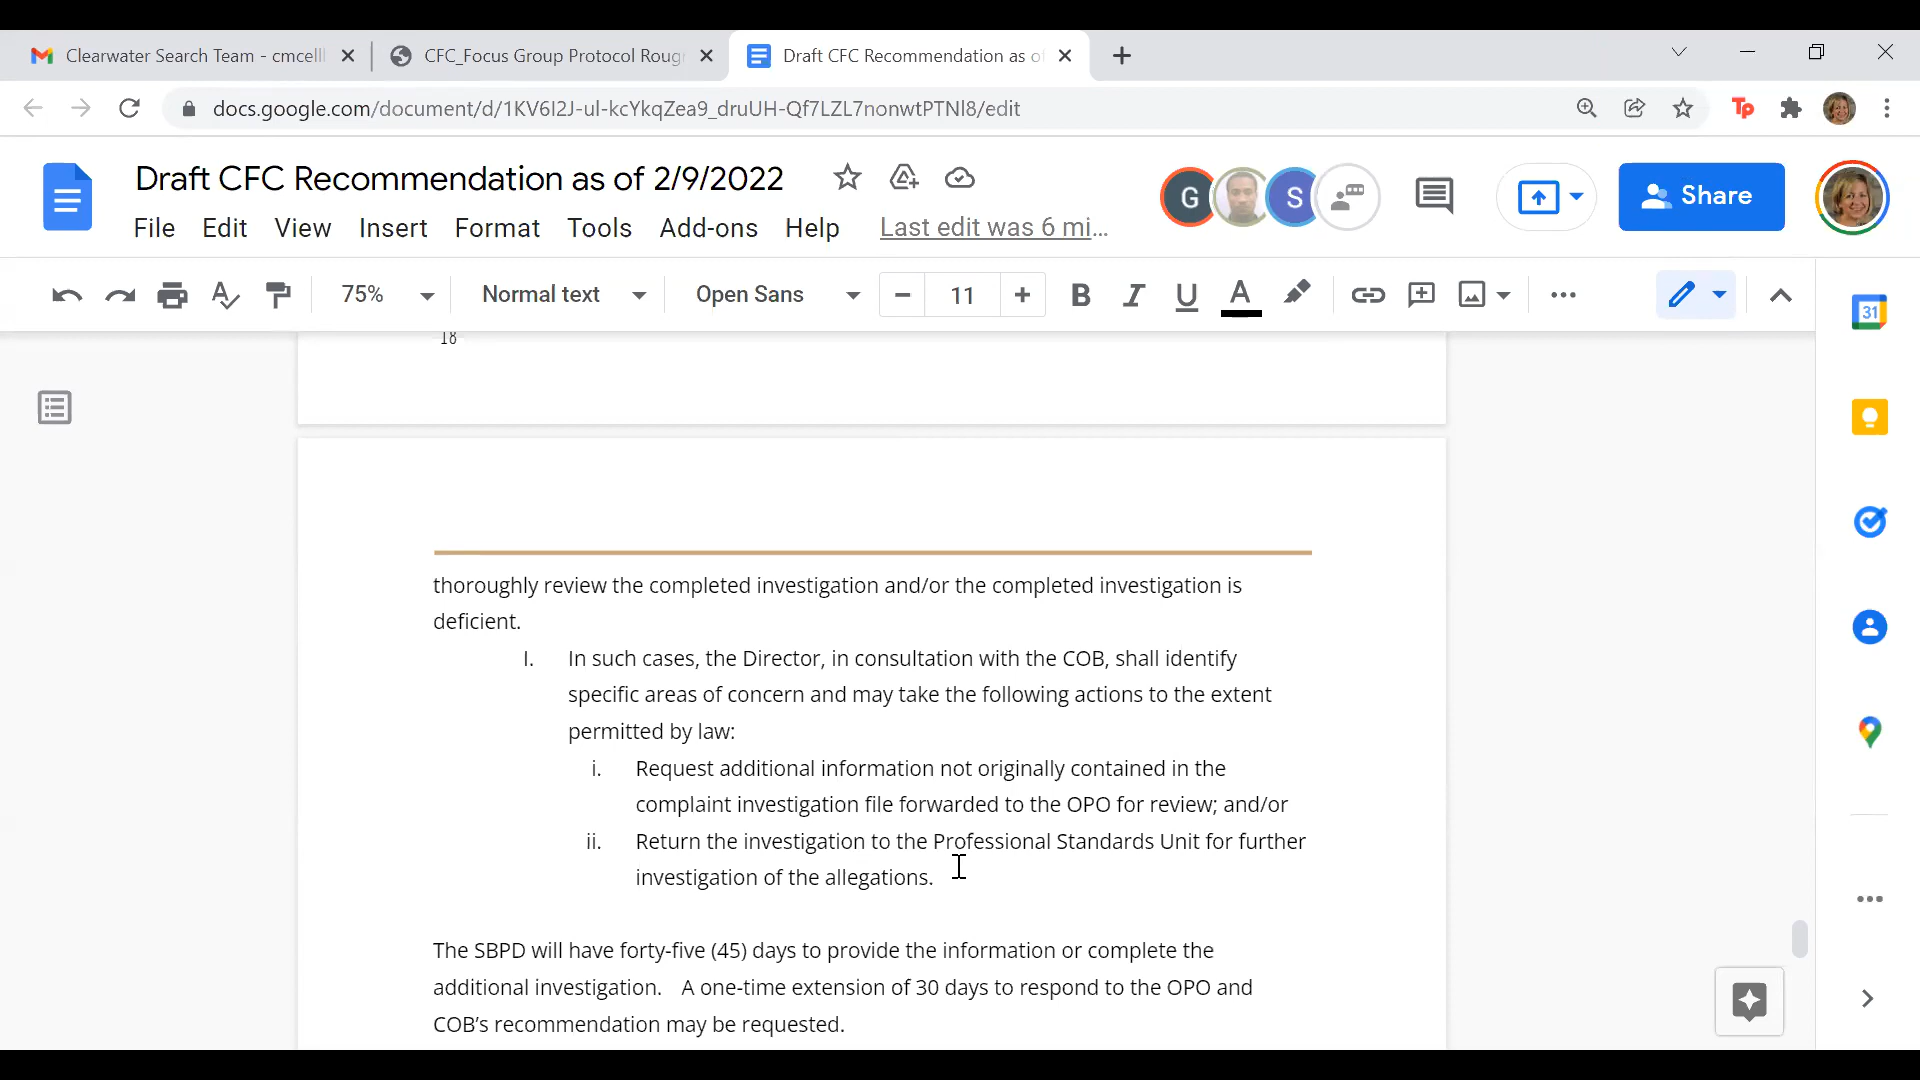 Clearwater Search Team - cmcelll
CFC_Focus Group Protocol Roug
Draft CFC Recommendation as of
docs.google.com/document/d/1KV6I2J-ul-kcYkqZea9_druUH-Qf7LZL7nonwtPTNl8/edit
Tp
Draft CFC Recommendation as of 2/9/2022
G
S
Share
File Edit View Insert Format Tools Add-ons Help Last edit was 6 mi...
75% Normal text Open Sans 11 B I U A
31
18
thoroughly review the completed investigation and/or the completed investigation is
deficient.
I. In such cases, the Director, in consultation with the COB, shall identify
specific areas of concern and may take the following actions to the extent
permitted by law:
i. Request additional information not originally contained in the
complaint investigation file forwarded to the OPO for review; and/or
ii. Return the investigation to the Professional Standards Unit for further
investigation of the allegations.
The SBPD will have forty-five (45) days to provide the information or complete the
additional investigation. A one-time extension of 30 days to respond to the OPO and
COB’s recommendation may be requested.